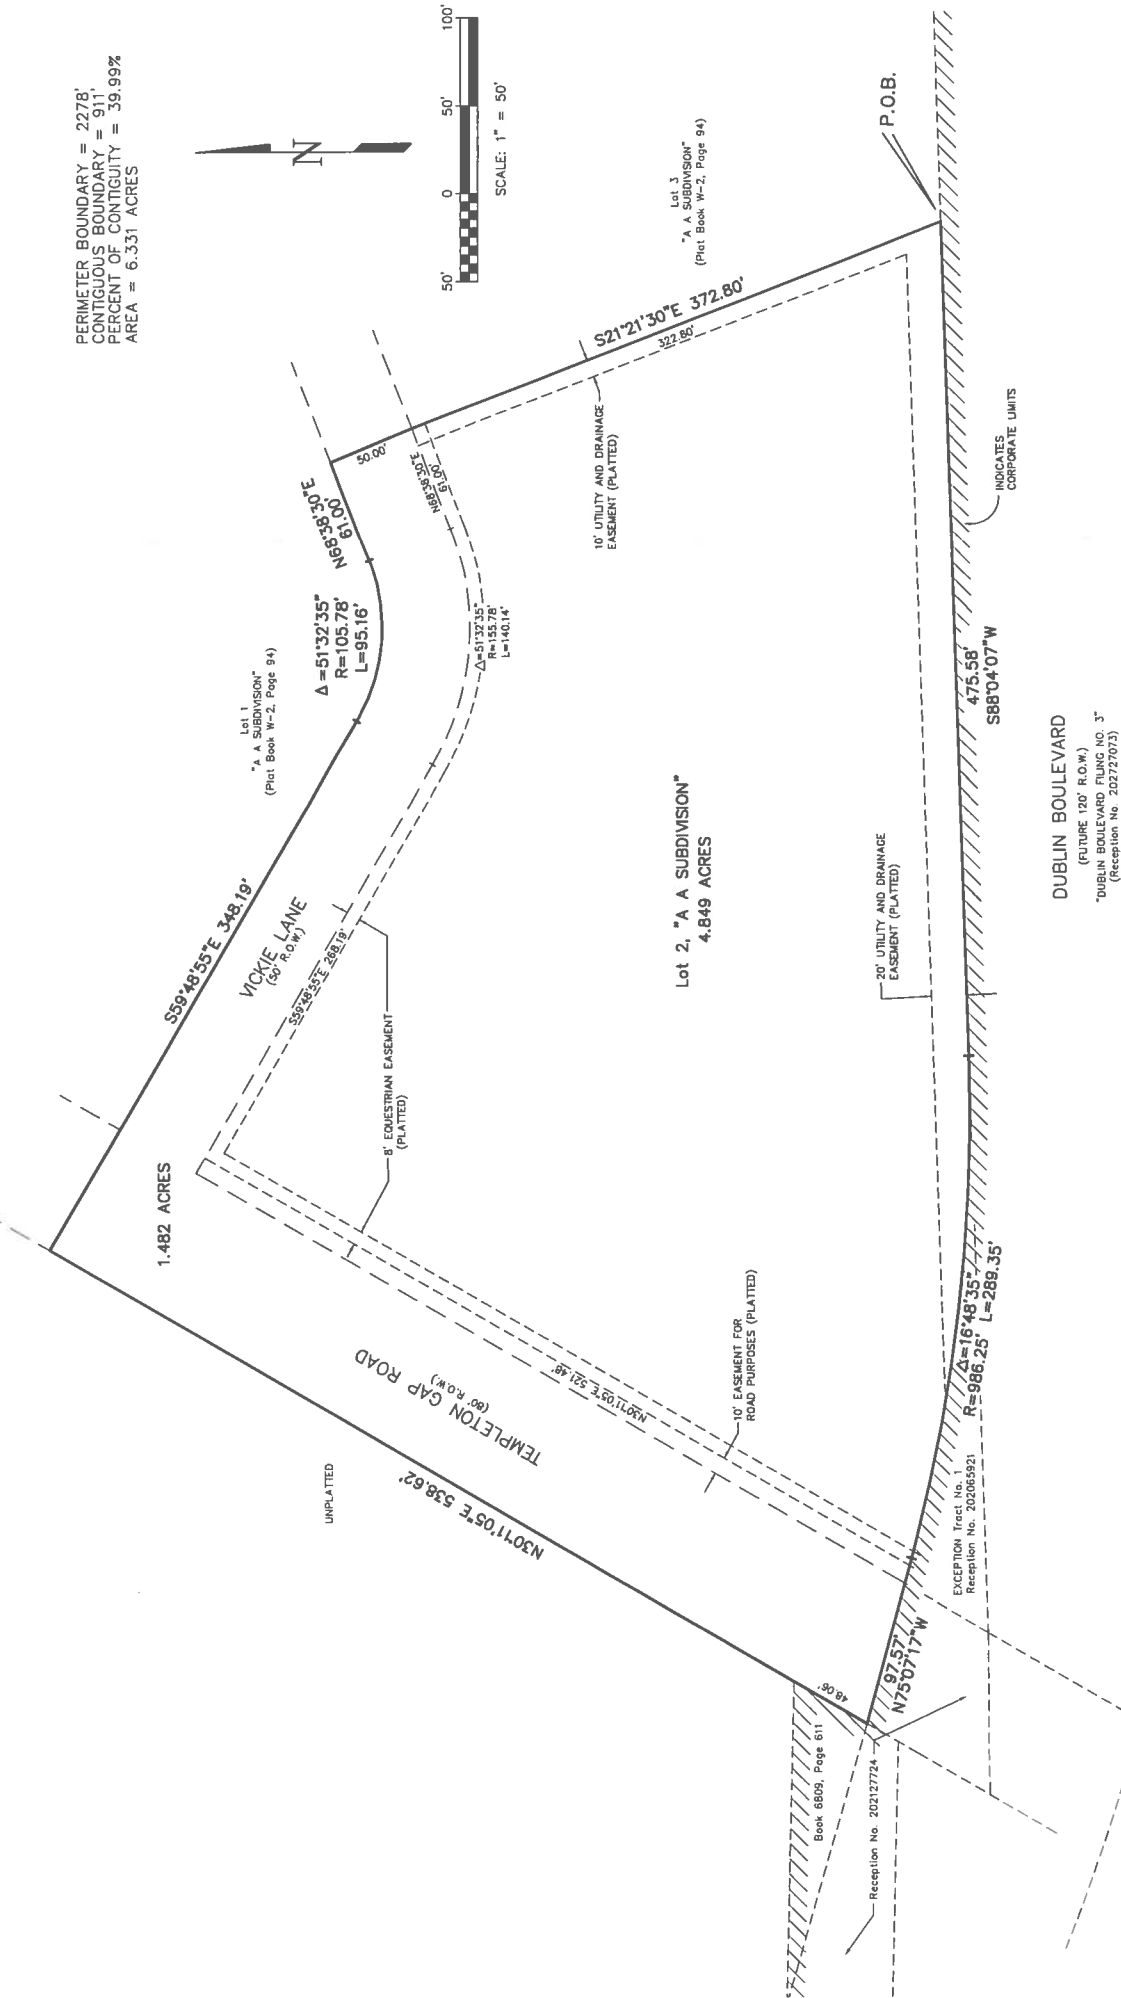 PERIMETER BOUNDARY = 2278'
CONTIGUOUS BOUNDARY = 911'
PERCENT OF CONTIGUITY = 39.99%
AREA = 6.331 ACRES
N
50'
0
50'
100'
SCALE: 1" = 50'
Lot 1
"A A SUBDIVISION"
(Plat Book W-2, Page 94)
S59°48'55"E 348.19'
Δ=51°32'35"
R=105.78'
L=95.16'
N68°38'30"E
61.00'
50.00'
VICKIE LANE
(50' R.O.W.)
S59°48'55"E 268.19'
N68°38'30"E
61.00'
Δ=51°32'35"
R=155.78'
L=140.14'
S21°21'30"E 372.80'
322.80'
Lot 3
"A A SUBDIVISION"
(Plat Book W-2, Page 94)
P.O.B.
10' UTILITY AND DRAINAGE
EASEMENT (PLATTED)
1.482 ACRES
8' EQUESTRIAN EASEMENT
(PLATTED)
Lot 2, "A A SUBDIVISION"
4.849 ACRES
UNPLATTED
N30°11'05"E 538.62'
TEMPLETON GAP ROAD
(80' R.O.W.)
N30°11'05"E 521.48'
10' EASEMENT FOR
ROAD PURPOSES (PLATTED)
20' UTILITY AND DRAINAGE
EASEMENT (PLATTED)
INDICATES
CORPORATE LIMITS
475.58'
S88°04'07"W
Δ=16°48'35"
R=986.25' L=289.35'
EXCEPTION Tract No. 1
Reception No. 202065921
97.57'
N75°07'17"W
48.06'
Book 6809, Page 611
Reception No. 202127724
DUBLIN BOULEVARD
(FUTURE 120' R.O.W.)
"DUBLIN BOULEVARD FILING NO. 3"
(Reception No. 202727073)